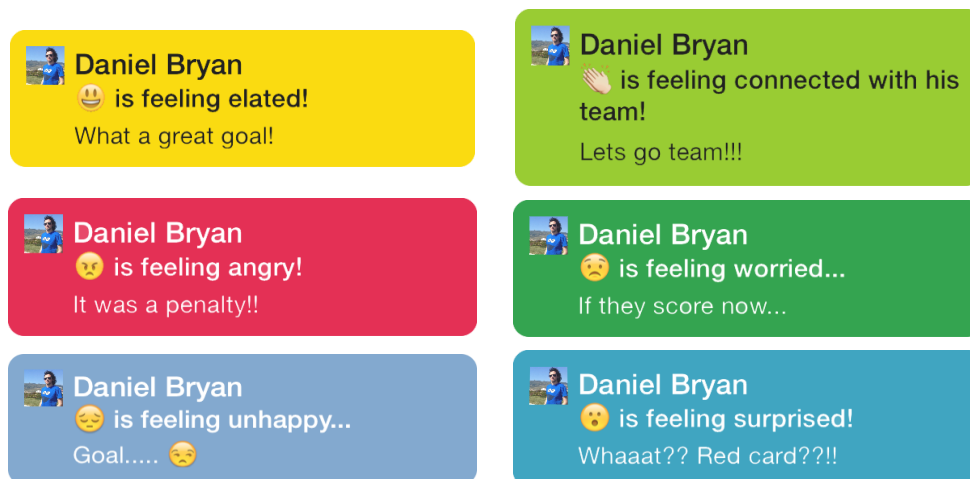 Daniel Bryan
😃 is feeling elated!
What a great goal!
Daniel Bryan
👏 is feeling connected with his
team!
Lets go team!!!
Daniel Bryan
😠 is feeling angry!
It was a penalty!!
Daniel Bryan
😟 is feeling worried...
If they score now...
Daniel Bryan
😔 is feeling unhappy...
Goal..... 😒
Daniel Bryan
😮 is feeling surprised!
Whaaat?? Red card??!!